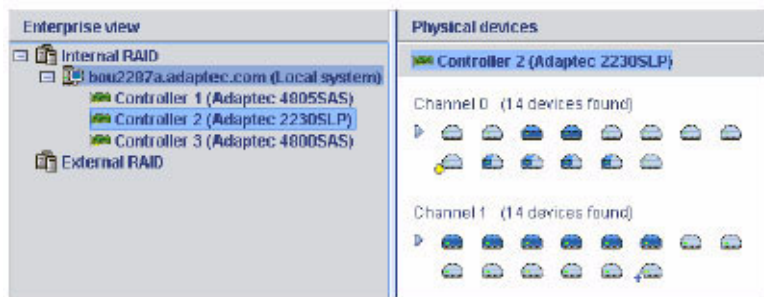 Enterprise view
Internal RAID
bou2287a.adaptec.com (Local system)
Controller 1 (Adaptec 4805SAS)
Controller 2 (Adaptec 2230SLP)
Controller 3 (Adaptec 4800SAS)
External RAID
Physical devices
Controller 2 (Adaptec 2230SLP)
Channel 0 (14 devices found)
Channel 1 (14 devices found)